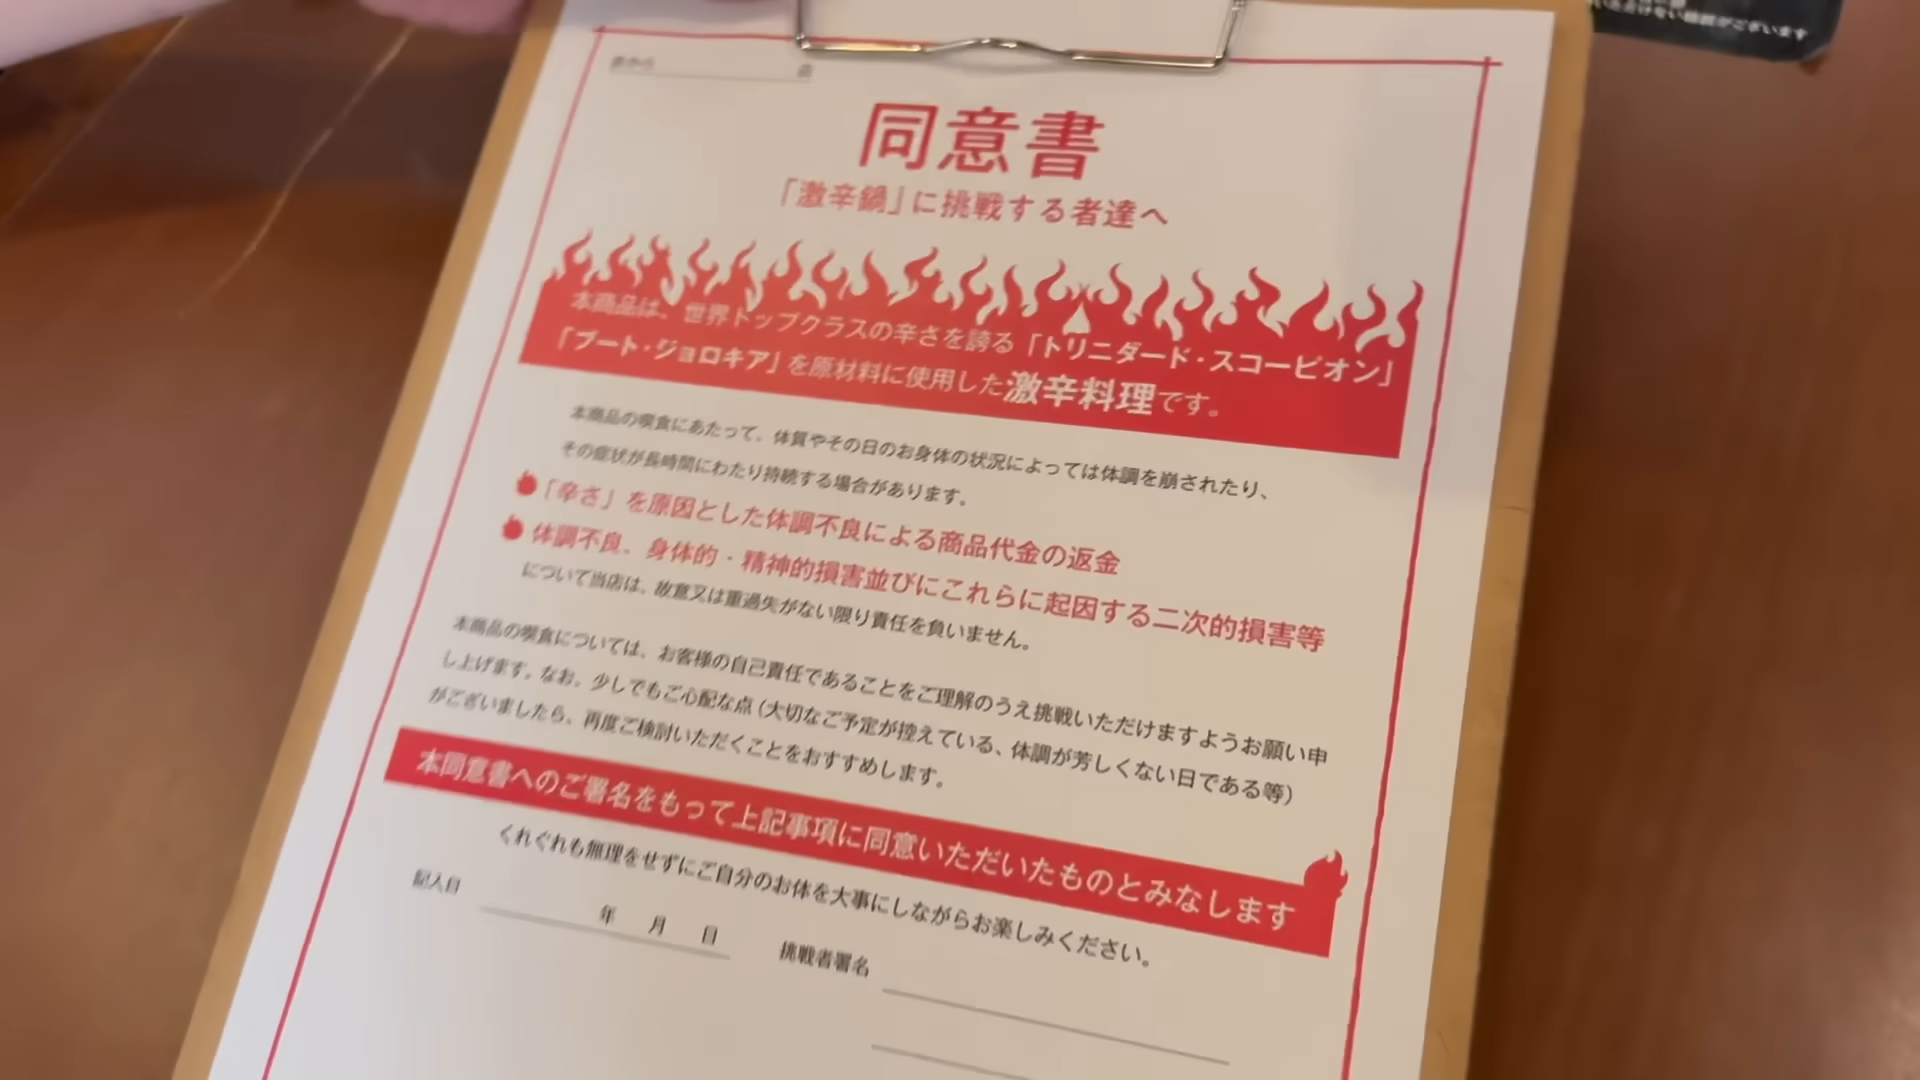 いただけない場合がございます
赤から　　店
同意書
「激辛鍋」に挑戦する者達へ
本商品は、世界トップクラスの辛さを誇る「トリニダード・スコーピオン」
「ブート・ジョロキア」を原材料に使用した激辛料理です。
本商品の喫食にあたって、体質やその日のお身体の状況によっては体調を崩されたり、
その症状が長時間にわたり持続する場合があります。
「辛さ」を原因とした体調不良による商品代金の返金
体調不良、身体的・精神的損害並びにこれらに起因する二次的損害等
について当店は、故意又は重過失がない限り責任を負いません。
本商品の喫食については、お客様の自己責任であることをご理解のうえ挑戦いただけますようお願い申
し上げます。なお、少しでもご心配な点（大切なご予定が控えている、体調が芳しくない日である等）
がございましたら、再度ご検討いただくことをおすすめします。
本同意書へのご署名をもって上記事項に同意いただいたものとみなします
くれぐれも無理をせずにご自分のお体を大事にしながらお楽しみください。
記入日　　年　月　日
挑戦者署名